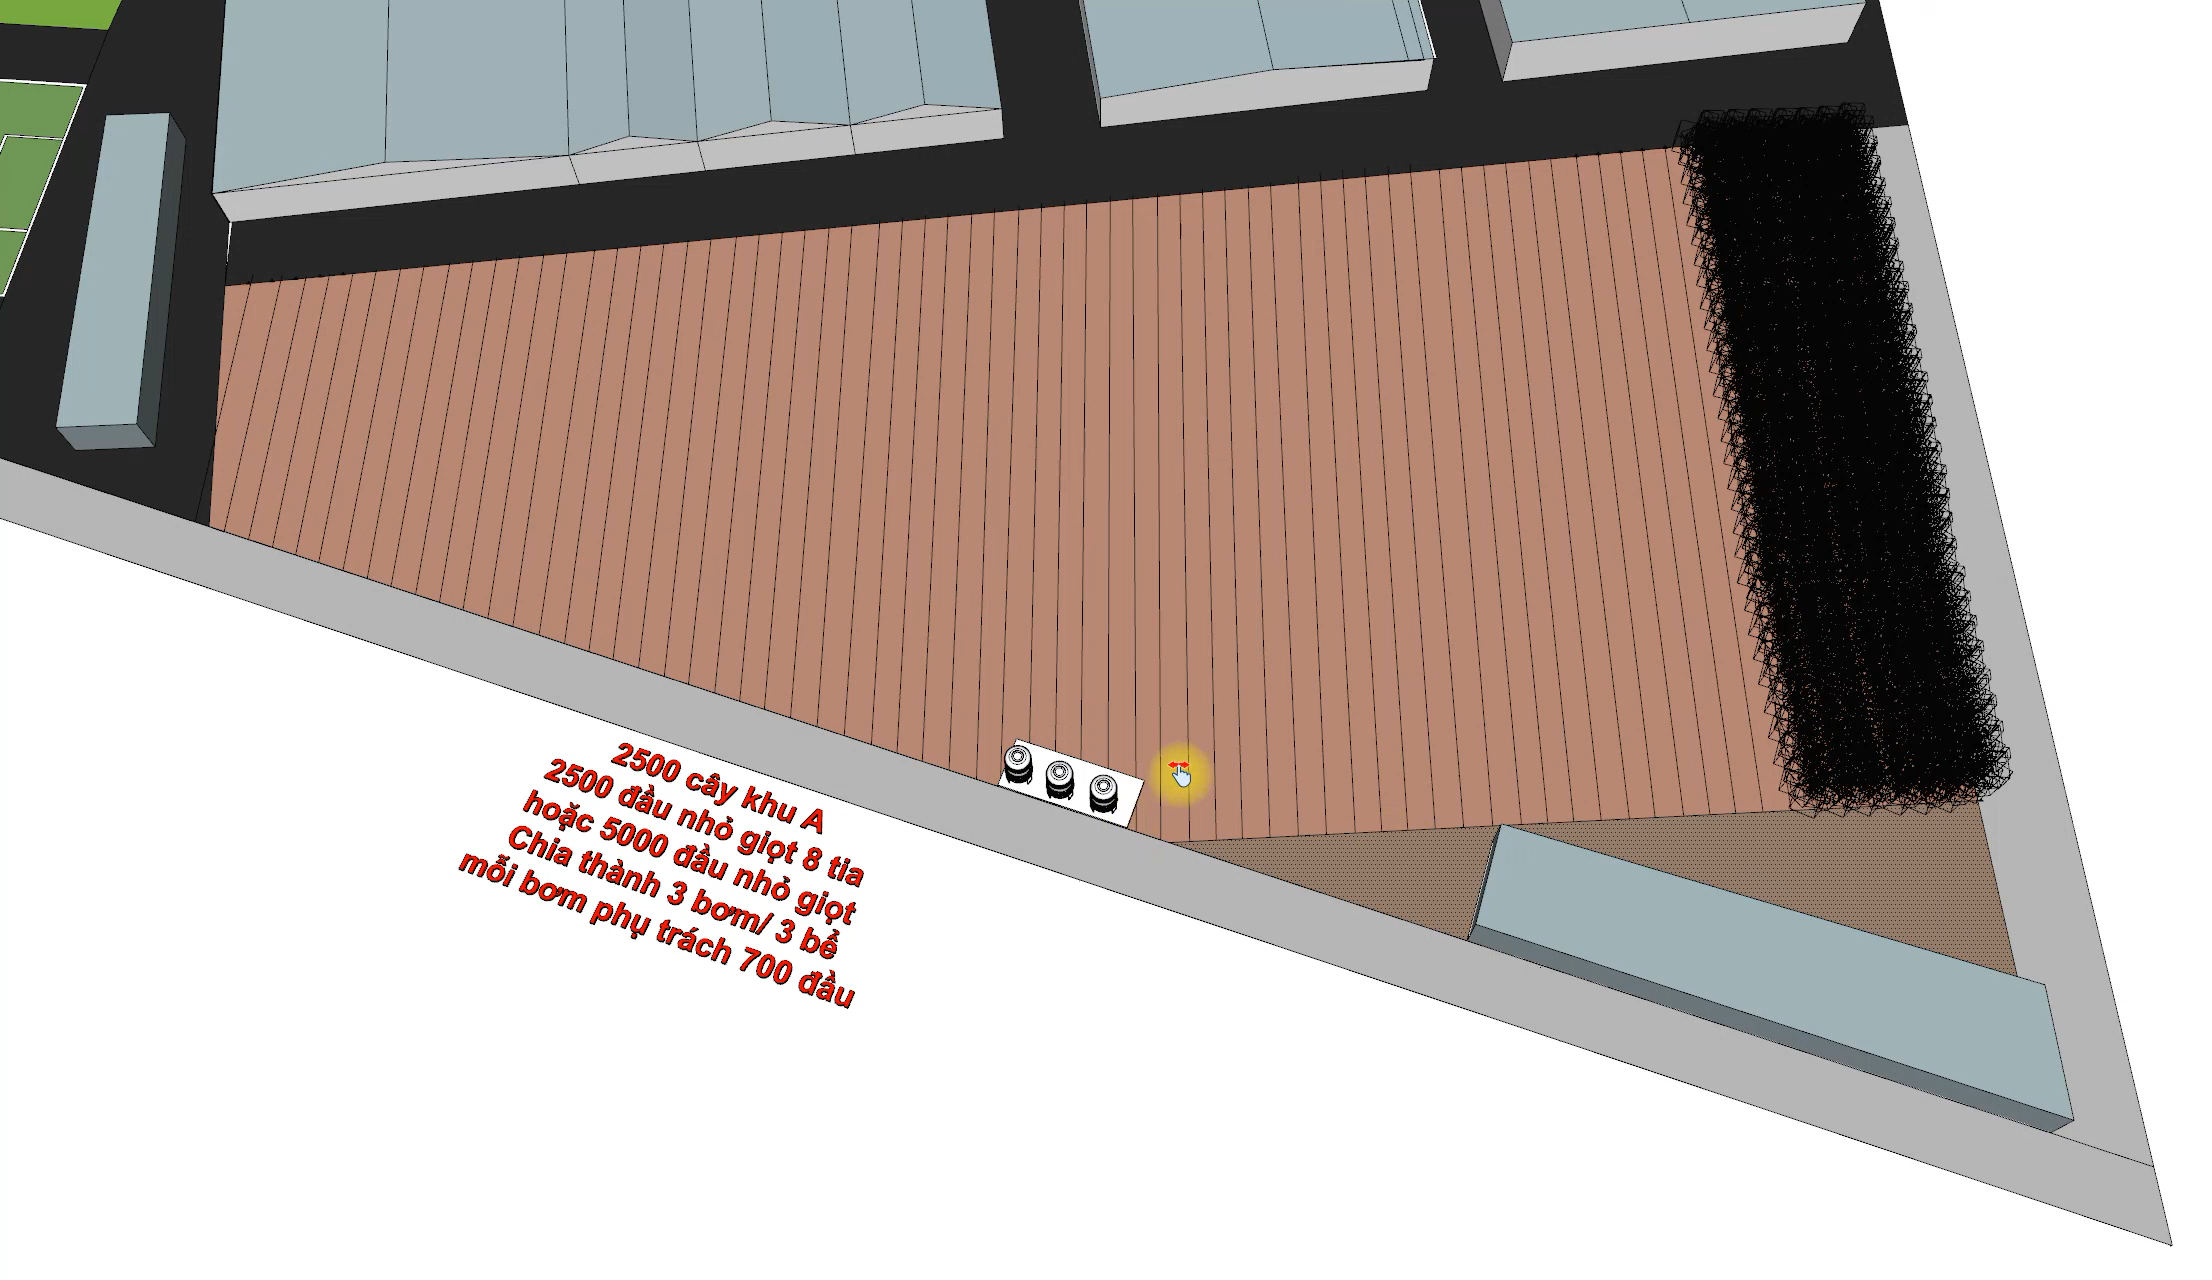 2500 cây khu A
2500 đầu nhỏ giọt 8 tia
hoặc 5000 đầu nhỏ giọt
Chia thành 3 bơm/ 3 bể
mỗi bơm phụ trách 700 đầu